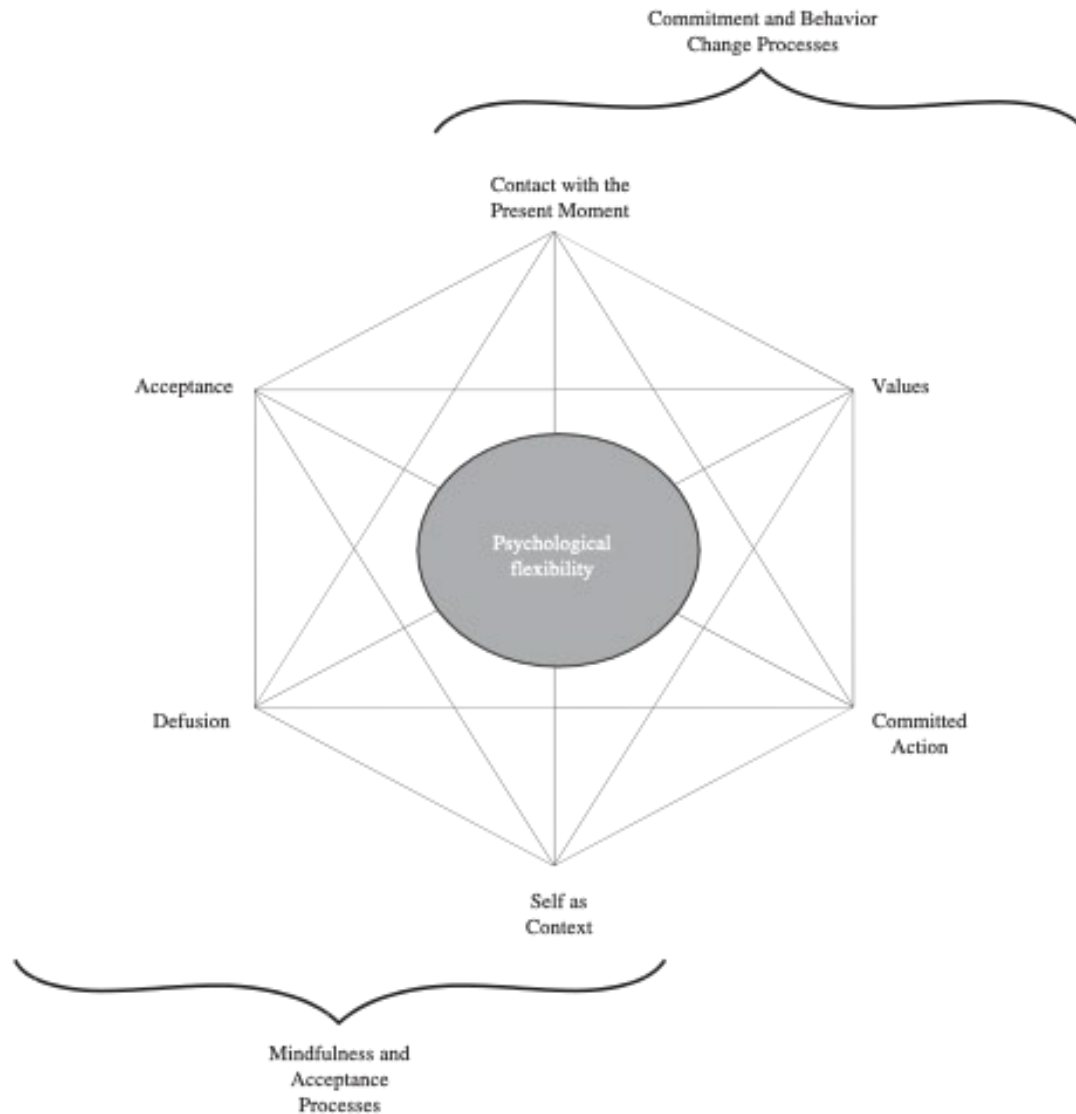 Commitment and Behavior
Change Processes
Contact with the
Present Moment
Acceptance
Values
Psychological
flexibility
Defusion
Committed
Action
Self as
Context
Mindfulness and
Acceptance
Processes